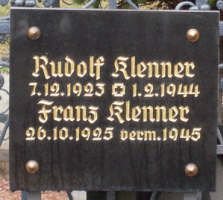 Rudolf Klenner
7.12.1923 ✠ 1.2.1944
Franz Klenner
26.10.1925 verm. 1945